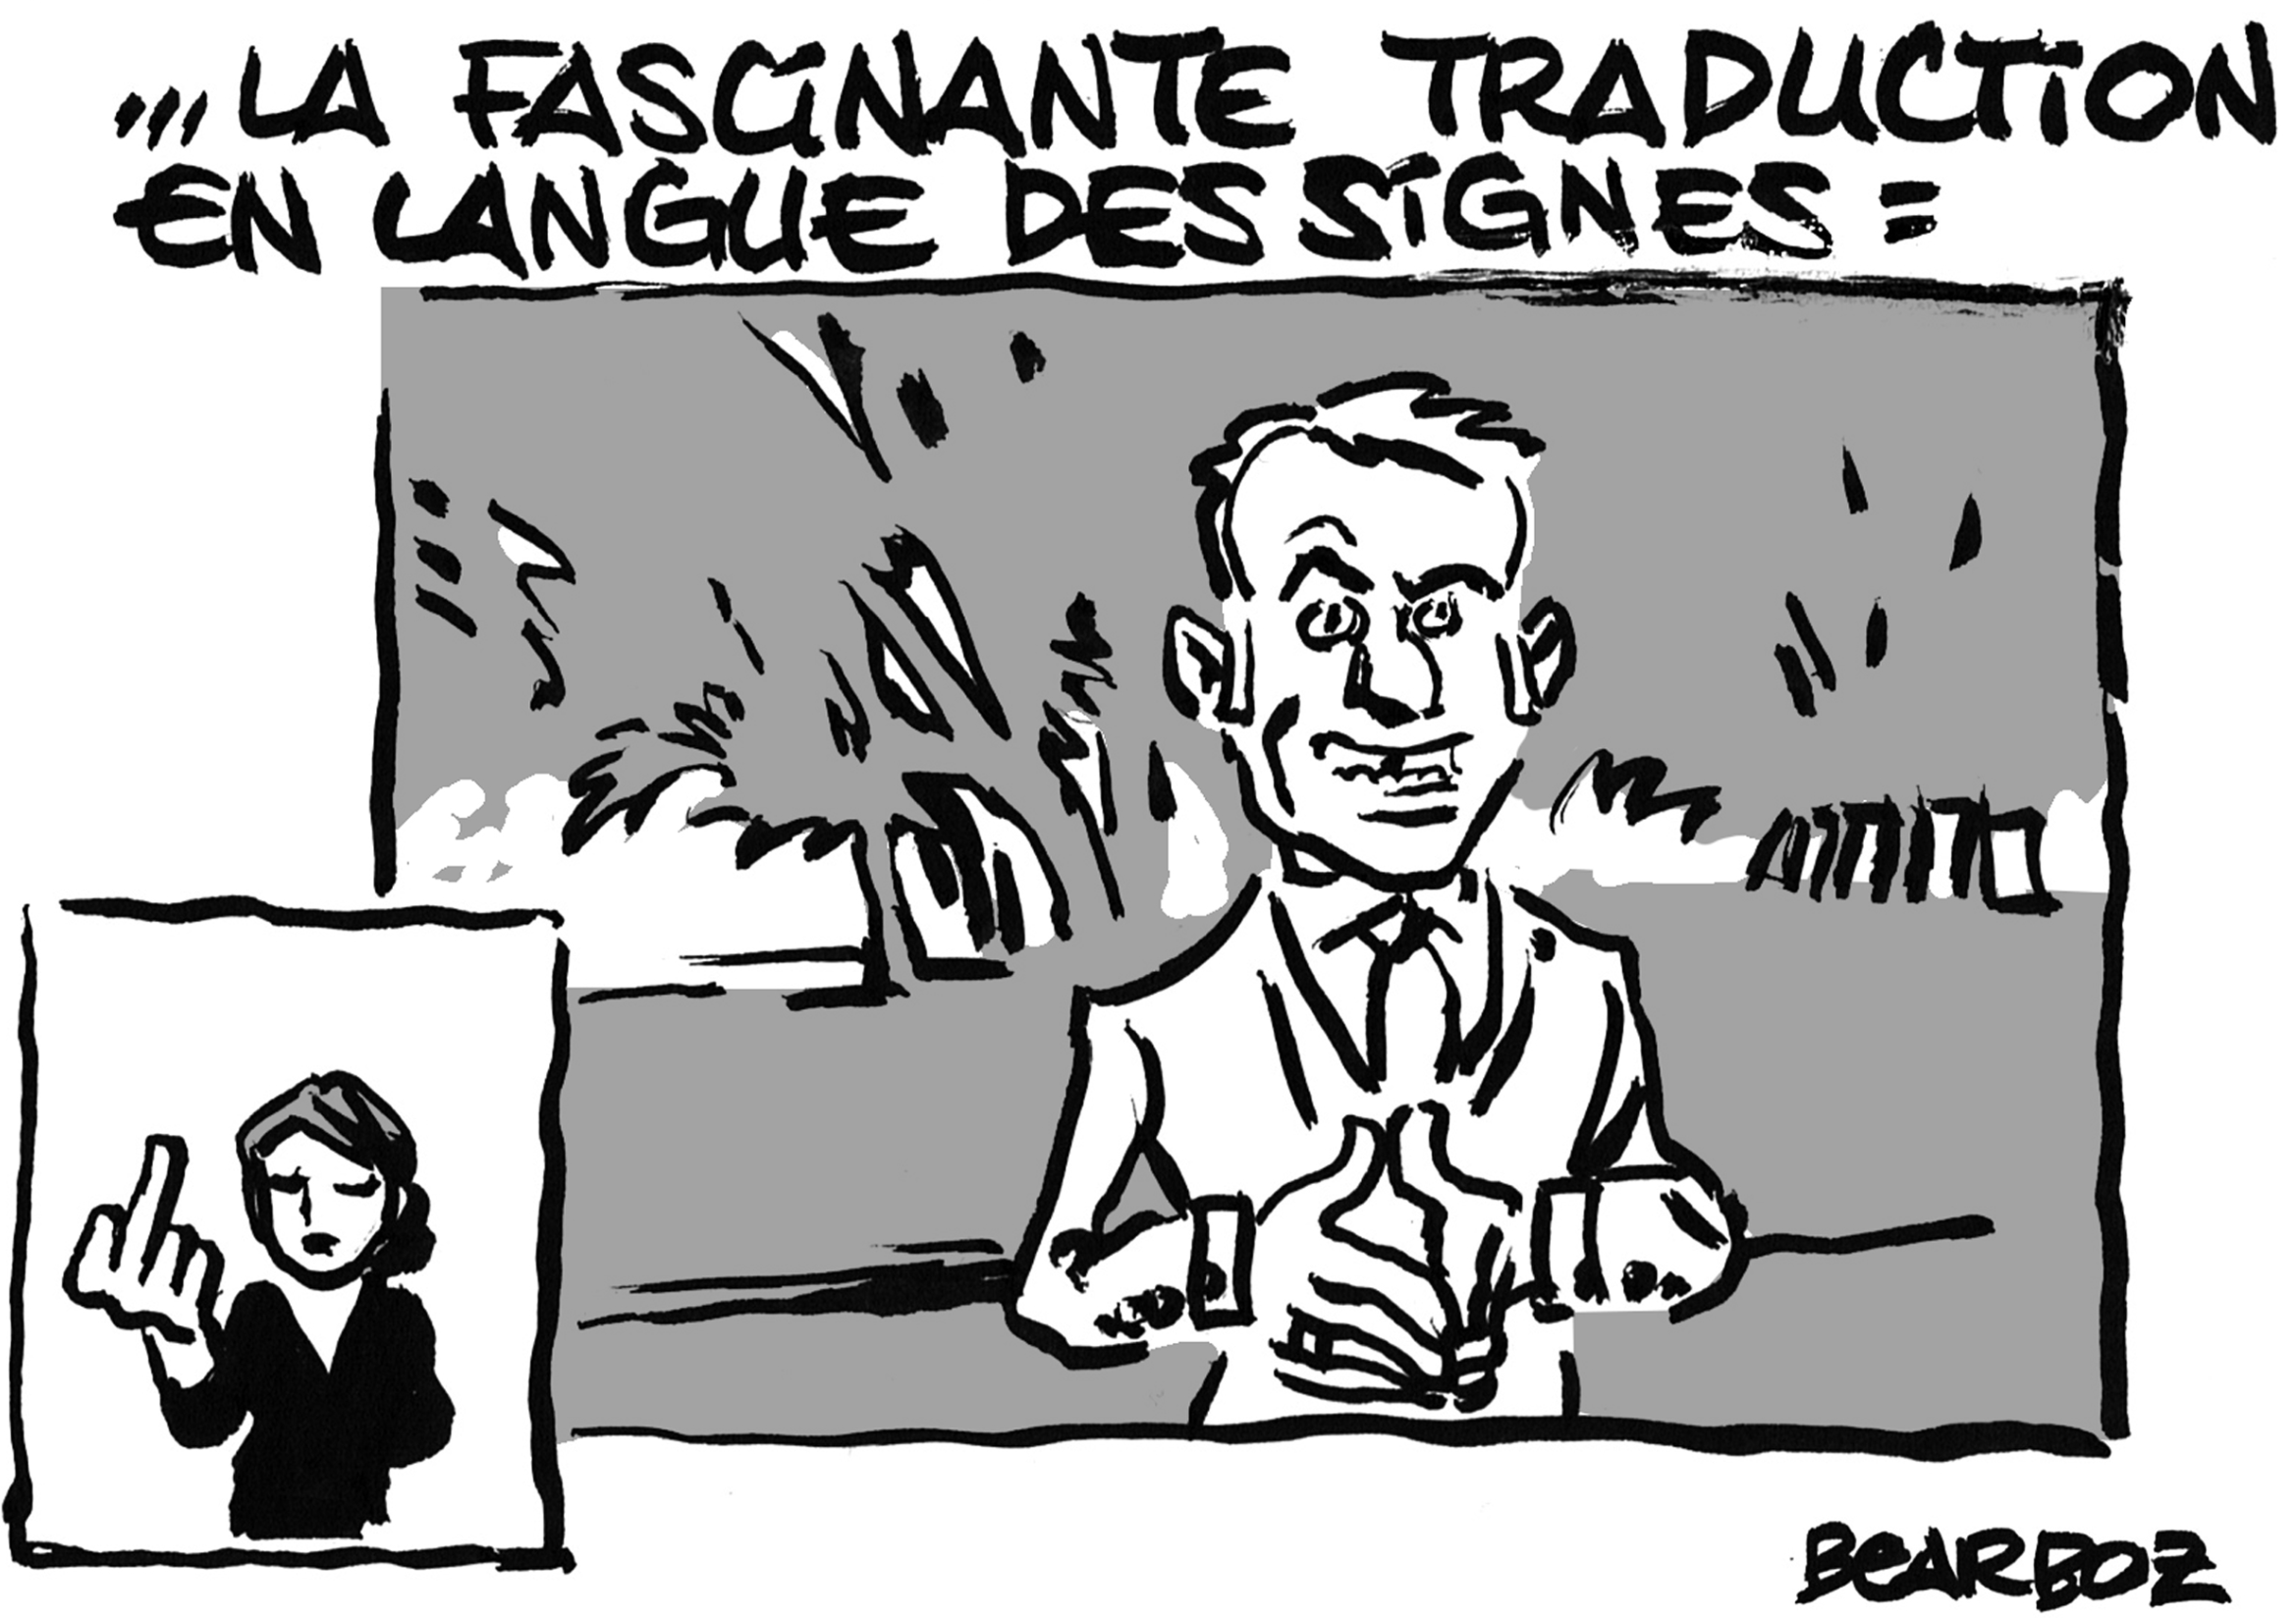 ...LA FASCINANTE TRADUCTION
EN LANGUE DES SIGNES =
BEARBOZ